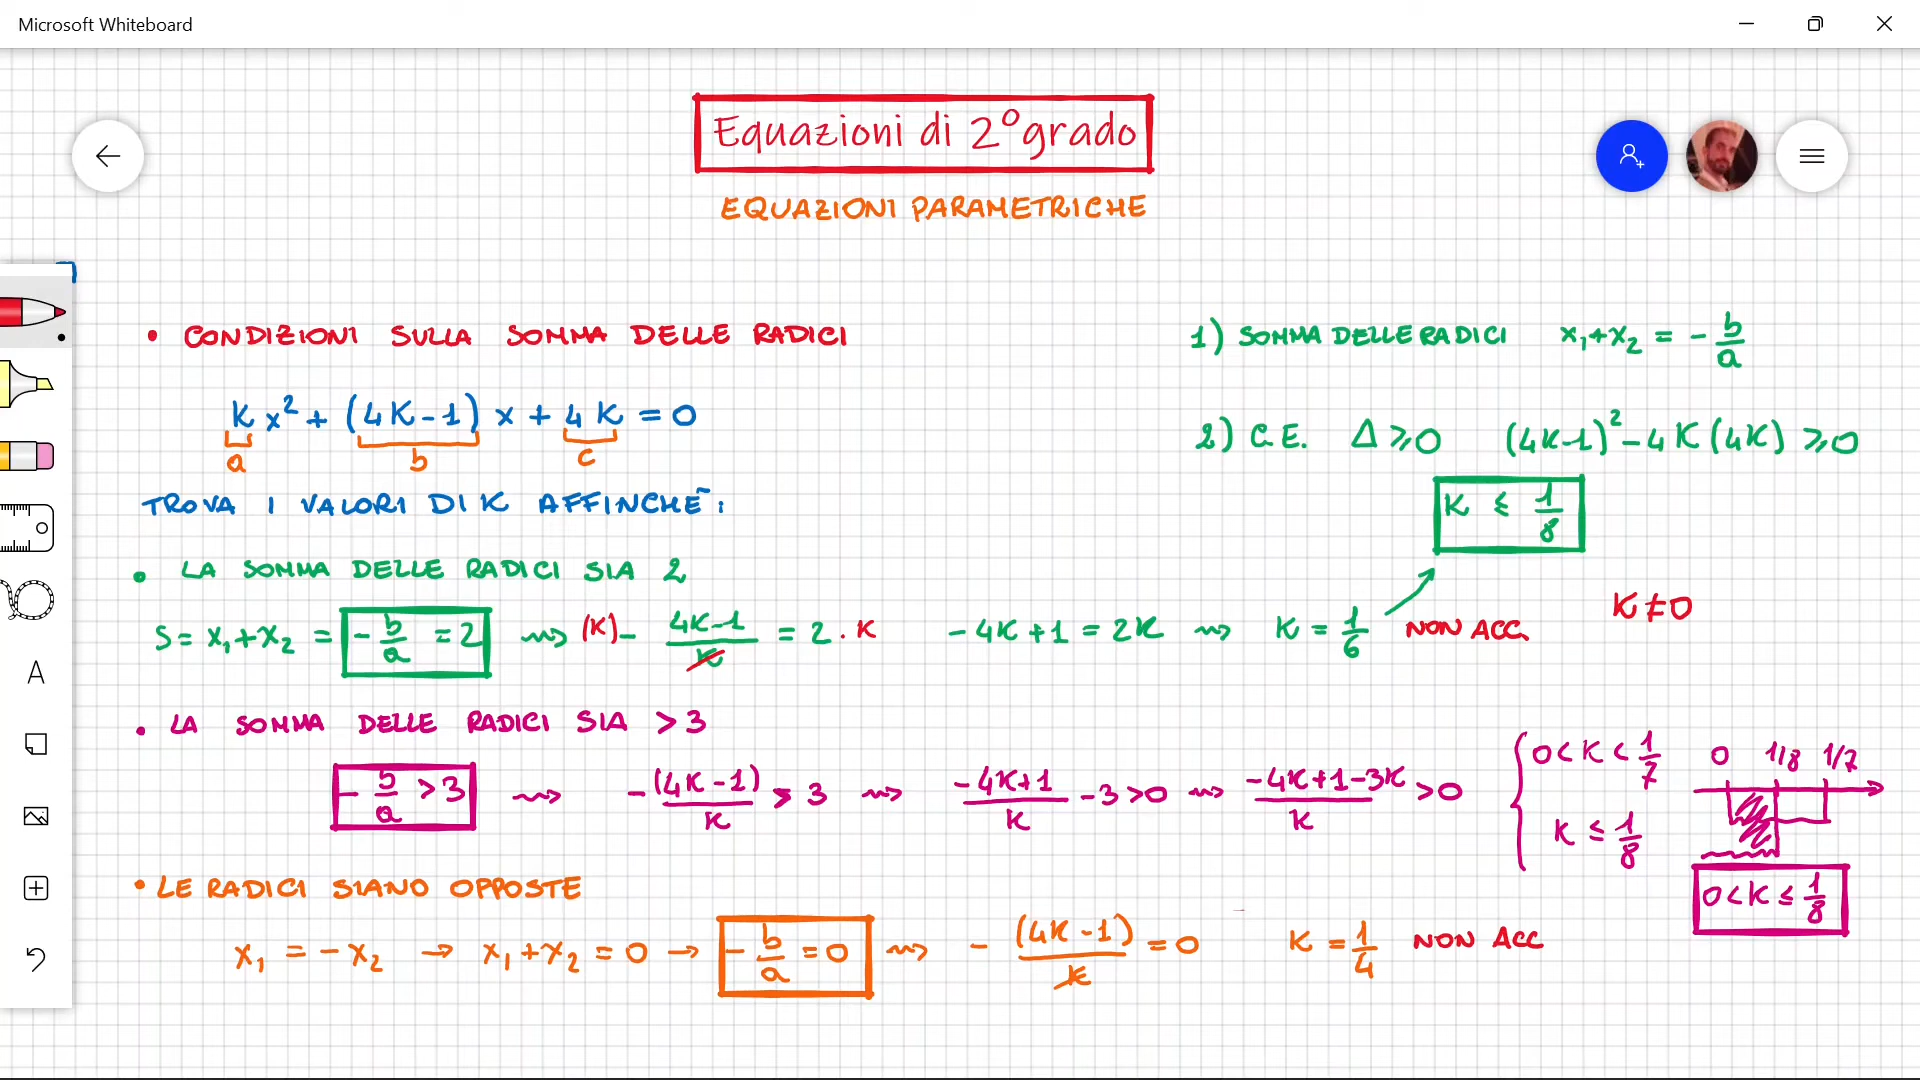 Microsoft Whiteboard
Equazioni di 2° grado
EQUAZIONI PARAMETRICHE
• CONDIZIONI SULLA SOMMA DELLE RADICI
1) SOMMA DELLE RADICI x₁+x₂ = - b/a
K x² + (4K-1) x + 4K = 0
a b c
2) C.E. Δ ⩾ 0 (4K-1)² - 4K(4K) ⩾ 0
K ≤ 1/8
TROVA I VALORI DI K AFFINCHÉ:
• LA SOMMA DELLE RADICI SIA 2
K ≠ 0
S = x₁+x₂ = - b/a = 2 ⇝ (K) - (4K-1)/K = 2 · K -4K+1 = 2K ⇝ K = 1/6 NON ACC.
• LA SOMMA DELLE RADICI SIA > 3
- b/a > 3 ⇝ - (4K-1)/K > 3 ⇝ (-4K+1)/K - 3 > 0 ⇝ (-4K+1-3K)/K > 0
{ 0 < K < 1/7 0 1/8 1/7
K ≤ 1/8
0 < K ≤ 1/8
• LE RADICI SIANO OPPOSTE
x₁ = -x₂ → x₁+x₂ = 0 → - b/a = 0 ⇝ - (4K-1)/K = 0 K = 1/4 NON ACC
A